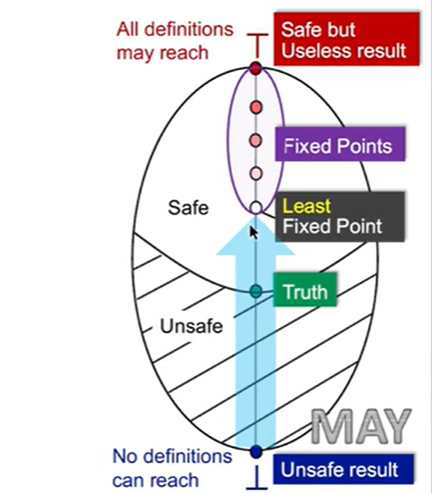 All definitions
may reach
⊤
Safe but
Useless result
Fixed Points
Safe
Least
Fixed Point
Truth
Unsafe
MAY
No definitions
can reach
⊥
Unsafe result